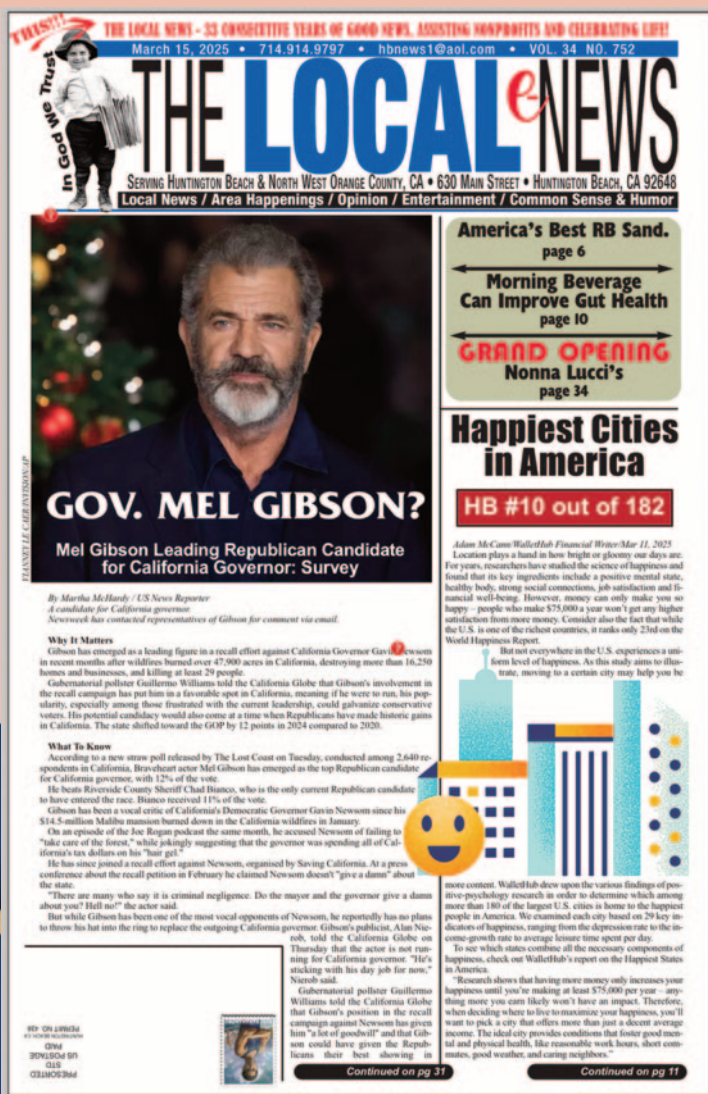 THIS!!!
THE LOCAL NEWS - 33 CONSECUTIVE YEARS OF GOOD NEWS, ASSISTING NONPROFITS AND CELEBRATING LIFE!
March 15, 2025 • 714.914.9797 • hbnews1@aol.com • VOL. 34 NO. 752
In God We Trust
THE LOCAL e-NEWS
SERVING HUNTINGTON BEACH & NORTH WEST ORANGE COUNTY, CA • 630 MAIN STREET • HUNTINGTON BEACH, CA 92648
Local News / Area Happenings / Opinion / Entertainment / Common Sense & Humor
GOV. MEL GIBSON?
Mel Gibson Leading Republican Candidate
for California Governor: Survey
VIANNEY LE CAER/INVISION/AP
By Martha McHardy / US News Reporter
A candidate for California governor.
Newsweek has contacted representatives of Gibson for comment via email.
Why It Matters
Gibson has emerged as a leading figure in a recall effort against California Governor Gavin Newsom
in recent months after wildfires burned over 47,900 acres in California, destroying more than 16,250
homes and businesses, and killing at least 29 people.
Gubernatorial pollster Guillermo Williams told the California Globe that Gibson's involvement in
the recall campaign has put him in a favorable spot in California, meaning if he were to run, his pop-
ularity, especially among those frustrated with the current leadership, could galvanize conservative
voters. His potential candidacy would also come at a time when Republicans have made historic gains
in California. The state shifted toward the GOP by 12 points in 2024 compared to 2020.
What To Know
According to a new straw poll released by The Lost Coast on Tuesday, conducted among 2,640 re-
spondents in California, Braveheart actor Mel Gibson has emerged as the top Republican candidate
for California governor, with 12% of the vote.
He beats Riverside County Sheriff Chad Bianco, who is the only current Republican candidate
to have entered the race. Bianco received 11% of the vote.
Gibson has been a vocal critic of California's Democratic Governor Gavin Newsom since his
$14.5-million Malibu mansion burned down in the California wildfires in January.
On an episode of the Joe Rogan podcast the same month, he accused Newsom of failing to
"take care of the forest," while jokingly suggesting that the governor was spending all of Cal-
ifornia's tax dollars on his "hair gel."
He has since joined a recall effort against Newsom, organised by Saving California. At a press
conference about the recall petition in February he claimed Newsom doesn't "give a damn" about
the state.
"There are many who say it is criminal negligence. Do the mayor and the governor give a damn
about you? Hell no!" the actor said.
But while Gibson has been one of the most vocal opponents of Newsom, he reportedly has no plans
to throw his hat into the ring to replace the outgoing California governor. Gibson's publicist, Alan Nie-
rob, told the California Globe on
Thursday that the actor is not run-
ning for California governor. "He's
sticking with his day job for now,"
Nierob said.
Gubernatorial pollster Guillermo
Williams told the California Globe
that Gibson's position in the recall
campaign against Newsom has given
him "a lot of goodwill" and that Gib-
son could have given the Repub-
licans their best showing in
Continued on pg 31
PRESORTED
STD
US POSTAGE
PAID
HUNTINGTON BEACH CA
PERMIT NO. 438
America's Best RB Sand.
page 6
Morning Beverage
Can Improve Gut Health
page 10
GRAND OPENING
Nonna Lucci's
page 34
Happiest Cities
in America
HB #10 out of 182
Adam McCann/WalletHub Financial Writer/Mar 11, 2025
Location plays a hand in how bright or gloomy our days are.
For years, researchers have studied the science of happiness and
found that its key ingredients include a positive mental state,
healthy body, strong social connections, job satisfaction and fi-
nancial well-being. However, money can only make you so
happy – people who make $75,000 a year won't get any higher
satisfaction from more money. Consider also the fact that while
the U.S. is one of the richest countries, it ranks only 23rd on the
World Happiness Report.
But not everywhere in the U.S. experiences a uni-
form level of happiness. As this study aims to illus-
trate, moving to a certain city may help you be
more content. WalletHub drew upon the various findings of pos-
itive-psychology research in order to determine which among
more than 180 of the largest U.S. cities is home to the happiest
people in America. We examined each city based on 29 key in-
dicators of happiness, ranging from the depression rate to the in-
come-growth rate to average leisure time spent per day.
To see which states combine all the necessary components of
happiness, check out WalletHub's report on the Happiest States
in America.
"Research shows that having more money only increases your
happiness until you're making at least $75,000 per year – any-
thing more you earn likely won't have an impact. Therefore,
when deciding where to live to maximize your happiness, you'll
want to pick a city that offers more than just a decent average
income. The ideal city provides conditions that foster good men-
tal and physical health, like reasonable work hours, short com-
mutes, good weather, and caring neighbors."
Continued on pg 11